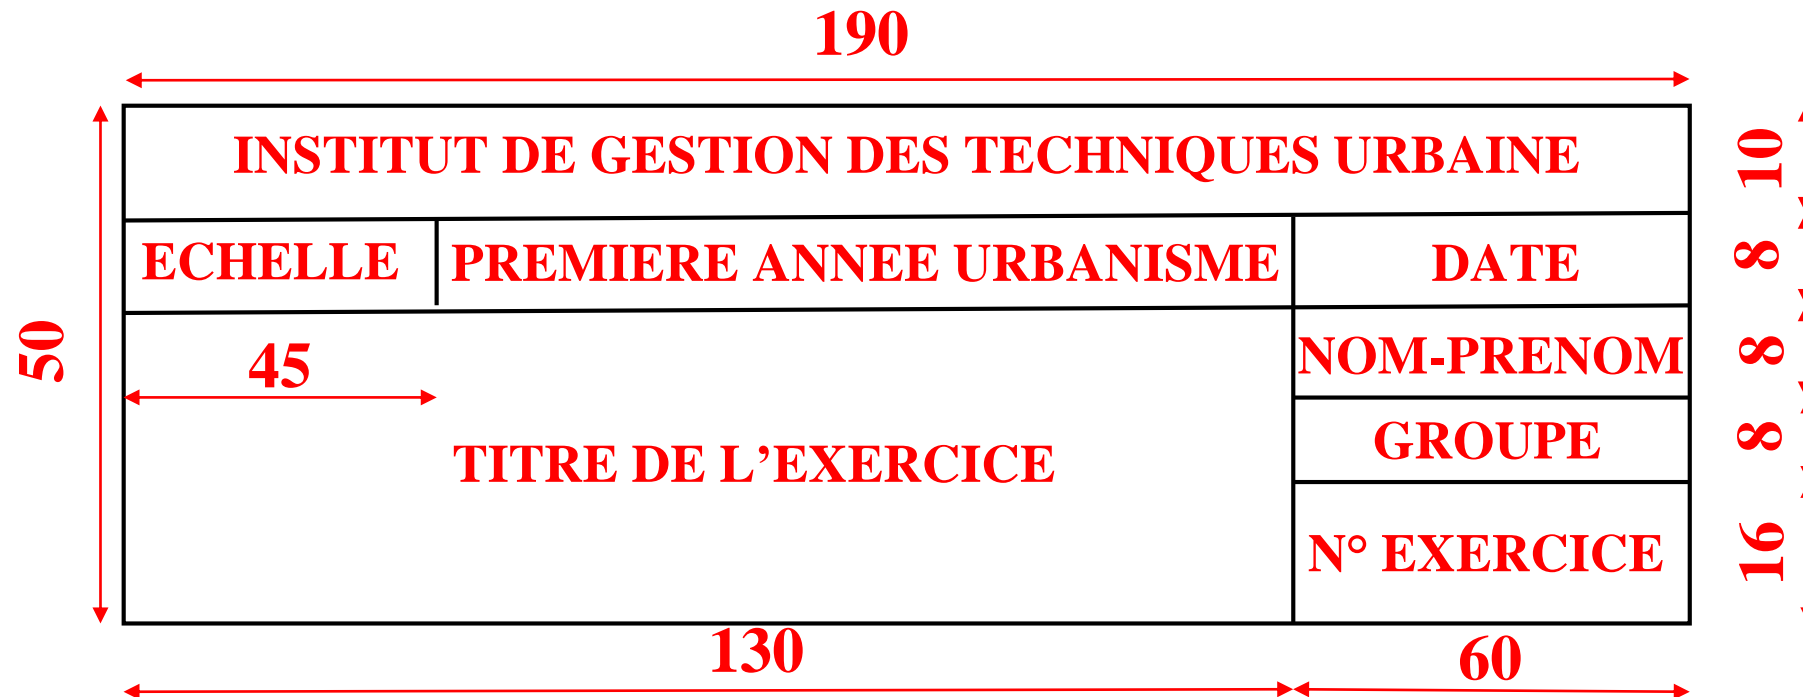 190
INSTITUT DE GESTION DES TECHNIQUES URBAINE
10
ECHELLE
PREMIERE ANNEE URBANISME
DATE
8
50
45
NOM-PRENOM
8
TITRE DE L’EXERCICE
GROUPE
8
N° EXERCICE
16
130
60